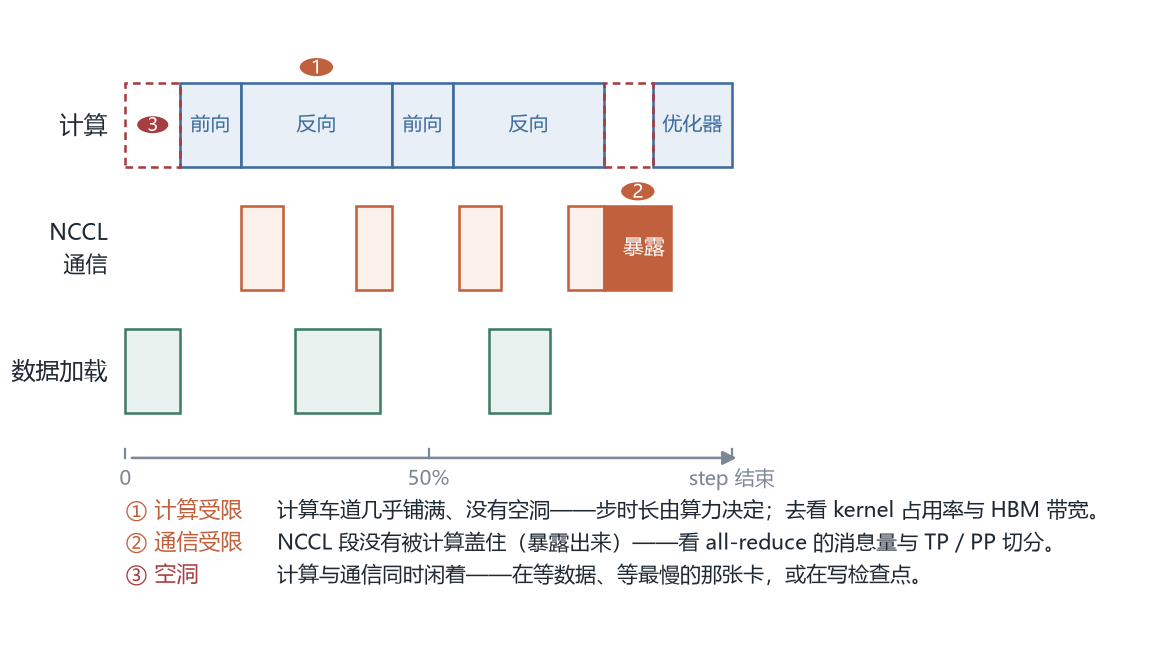 ①
计算
③
前向
反向
前向
反向
优化器
②
NCCL
通信
暴露
数据加载
0
50%
step 结束
① 计算受限 计算车道几乎铺满、没有空洞——步时长由算力决定；去看 kernel 占用率与 HBM 带宽。
② 通信受限 NCCL 段没有被计算盖住（暴露出来）——看 all-reduce 的消息量与 TP / PP 切分。
③ 空洞 计算与通信同时闲着——在等数据、等最慢的那张卡，或在写检查点。